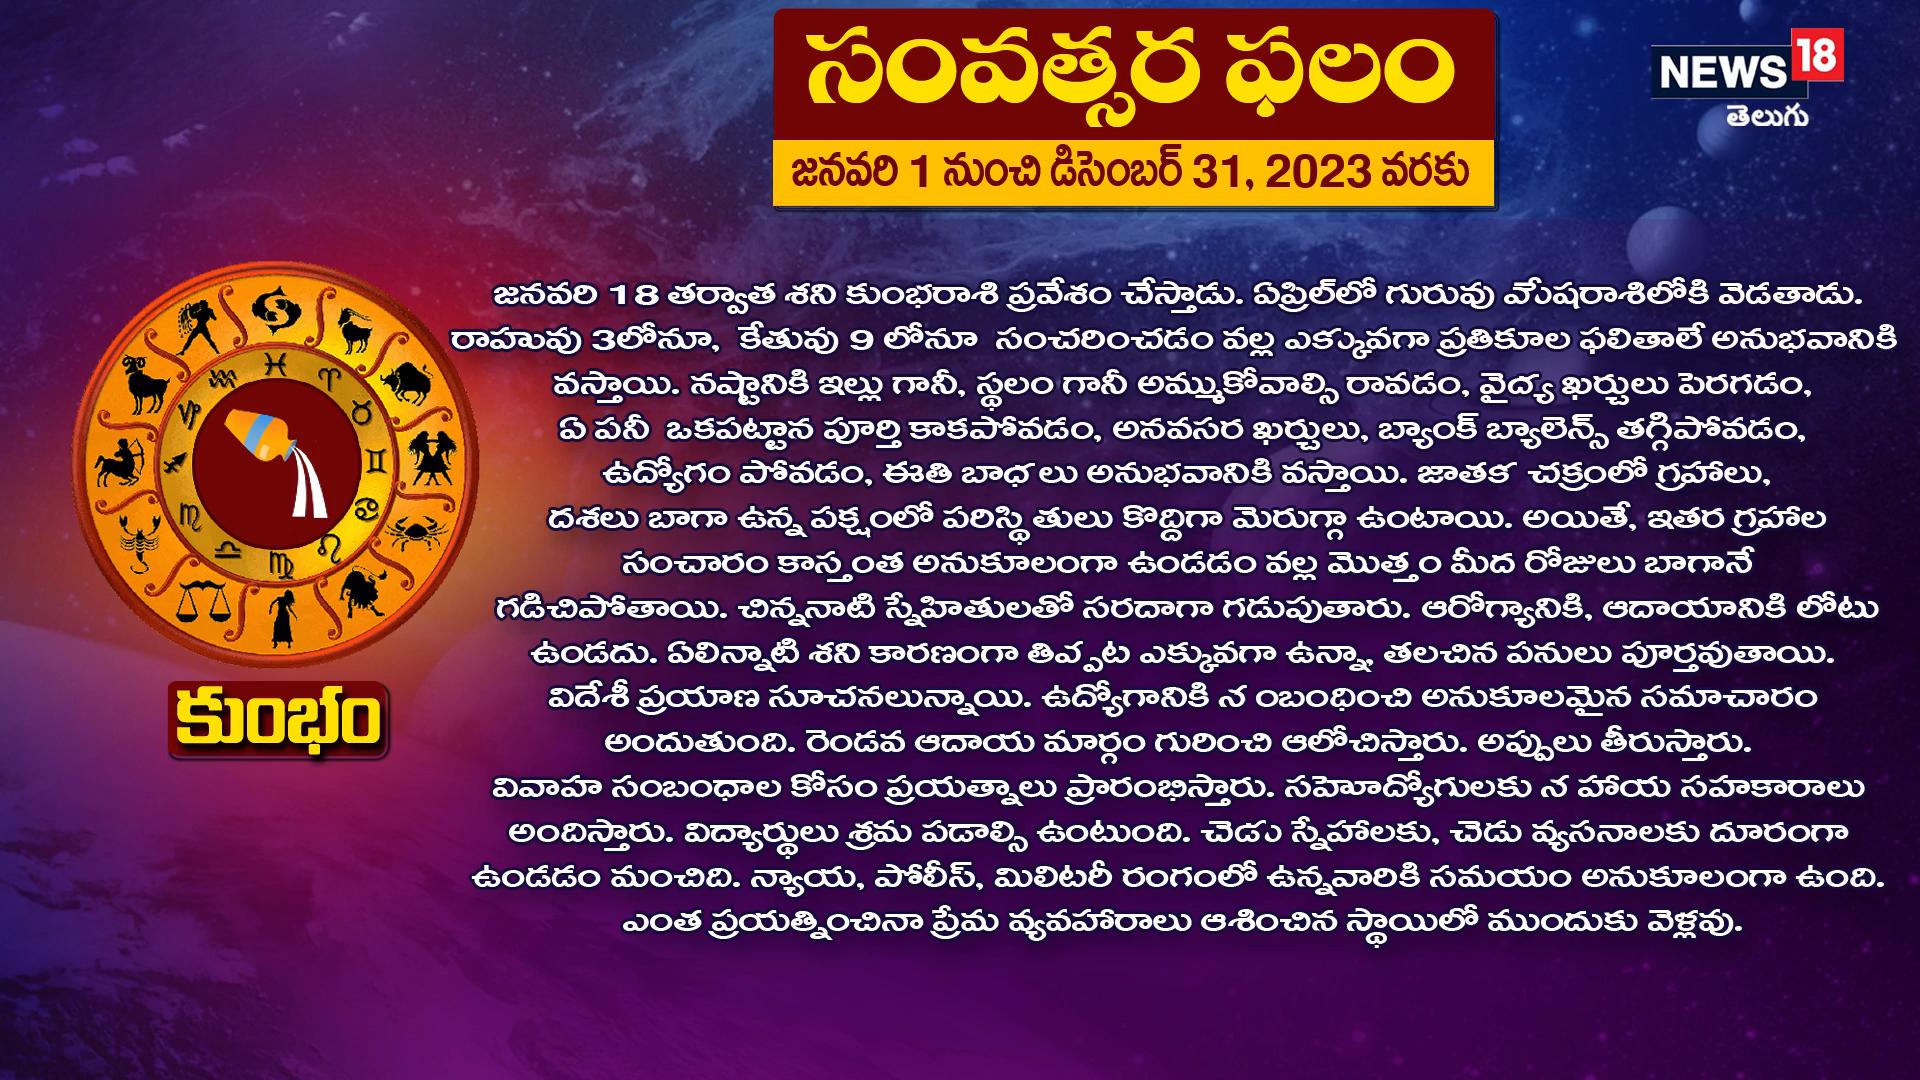 సంవత్సర ఫలం
జనవరి 1 నుంచి డిసెంబర్ 31, 2023 వరకు
NEWS 18
తెలుగు
జనవరి 18 తర్వాత శని కుంభరాశి ప్రవేశం చేస్తాడు. ఏప్రిల్‌లో గురువు మేషరాశిలోకి వెడతాడు.
రాహువు 3లోనూ, కేతువు 9 లోనూ సంచరించడం వల్ల ఎక్కువగా ప్రతికూల ఫలితాలే అనుభవానికి
వస్తాయి. నష్టానికి ఇల్లు గానీ, స్థలం గానీ అమ్ముకోవాల్సి రావడం, వైద్య ఖర్చులు పెరగడం,
ఏ పనీ ఒకపట్టాన పూర్తి కాకపోవడం, అనవసర ఖర్చులు, బ్యాంక్ బ్యాలెన్స్ తగ్గిపోవడం,
ఉద్యోగం పోవడం, ఈతి బాధలు అనుభవానికి వస్తాయి. జాతక చక్రంలో గ్రహాలు,
దశలు బాగా ఉన్న పక్షంలో పరిస్థితులు కొద్దిగా మెరుగ్గా ఉంటాయి. అయితే, ఇతర గ్రహాల
సంచారం కాస్తంత అనుకూలంగా ఉండడం వల్ల మొత్తం మీద రోజులు బాగానే
గడిచిపోతాయి. చిన్ననాటి స్నేహితులతో సరదాగా గడుపుతారు. ఆరోగ్యానికి, ఆదాయానికి లోటు
ఉండదు. ఏలిన్నాటి శని కారణంగా తిప్పట ఎక్కువగా ఉన్నా, తలచిన పనులు పూర్తవుతాయి.
విదేశీ ప్రయాణ సూచనలున్నాయి. ఉద్యోగానికి సంబంధించి అనుకూలమైన సమాచారం
అందుతుంది. రెండవ ఆదాయ మార్గం గురించి ఆలోచిస్తారు. అప్పులు తీరుస్తారు.
వివాహ సంబంధాల కోసం ప్రయత్నాలు ప్రారంభిస్తారు. సహోద్యోగులకు సహాయ సహకారాలు
అందిస్తారు. విద్యార్థులు శ్రమ పడాల్సి ఉంటుంది. చెడు స్నేహాలకు, చెడు వ్యసనాలకు దూరంగా
ఉండడం మంచిది. న్యాయ, పోలీస్, మిలిటరీ రంగంలో ఉన్నవారికి సమయం అనుకూలంగా ఉంది.
ఎంత ప్రయత్నించినా ప్రేమ వ్యవహారాలు ఆశించిన స్థాయిలో ముందుకు వెళ్లవు.
కుంభం